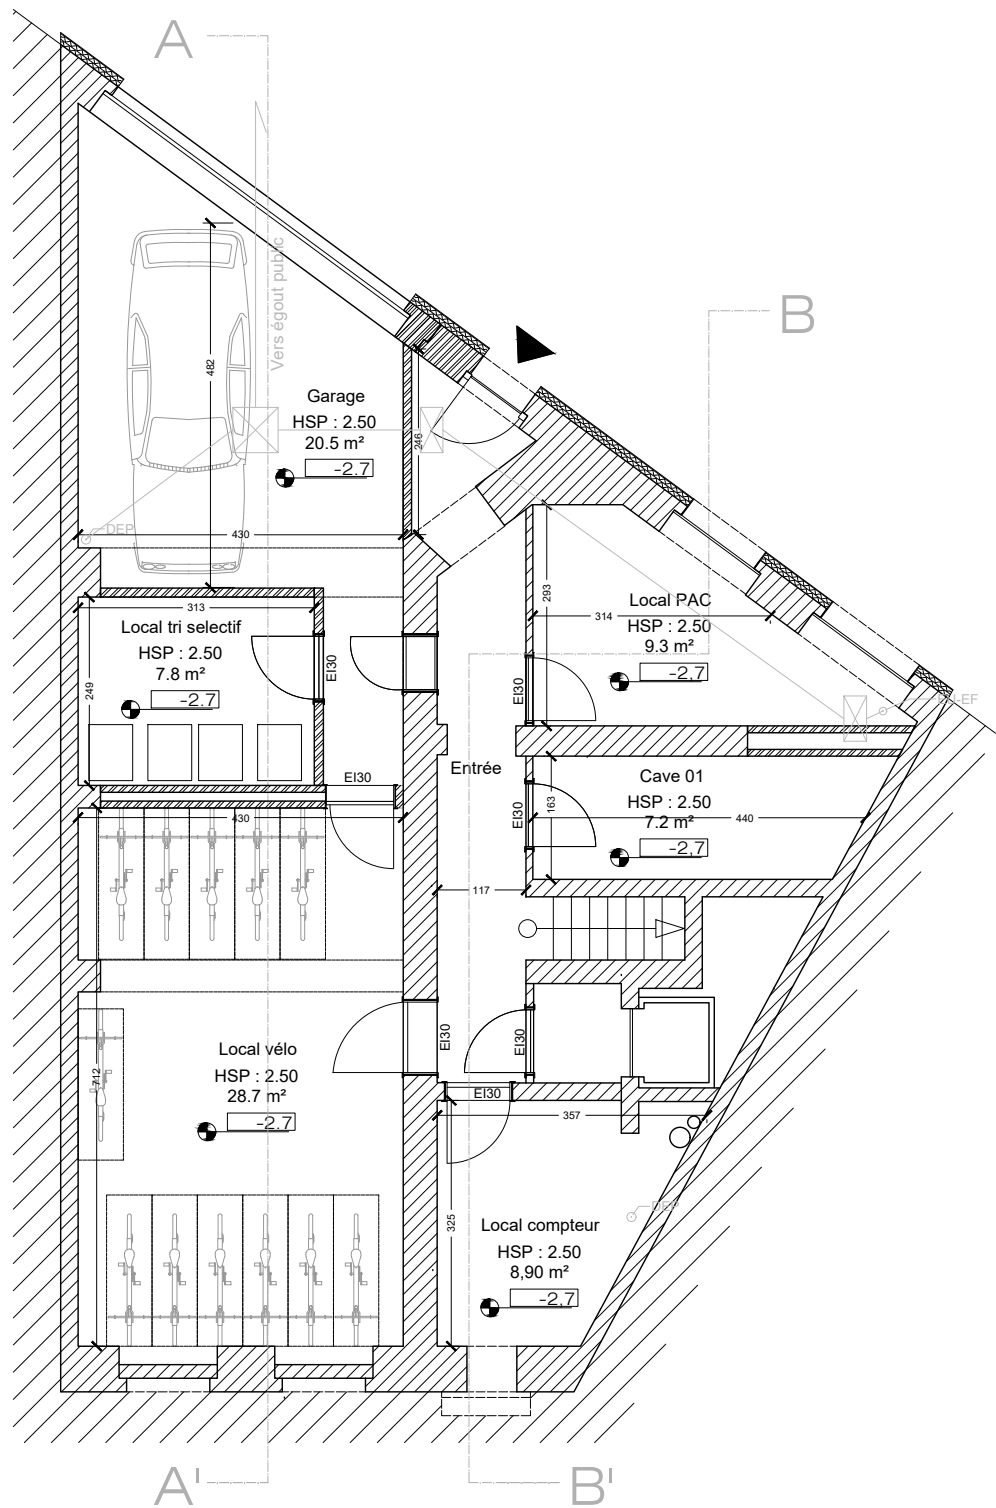 A
B
Vers égout public
482
Garage
HSP : 2.50
20.5 m²
-2.7
246
DEP
430
313
Local tri selectif
HSP : 2.50
7.8 m²
-2.7
249
EI30
293
Local PAC
314
HSP : 2.50
9.3 m²
-2.7
EI30
Entrée
EI30
Cave 01
HSP : 2.50
7.2 m²
-2,7
EI30
163
440
430
117
712
Local vélo
HSP : 2.50
28.7 m²
-2.7
EI30
EI30
EI30
357
325
DEP
Local compteur
HSP : 2.50
8,90 m²
-2,7
A'
B'